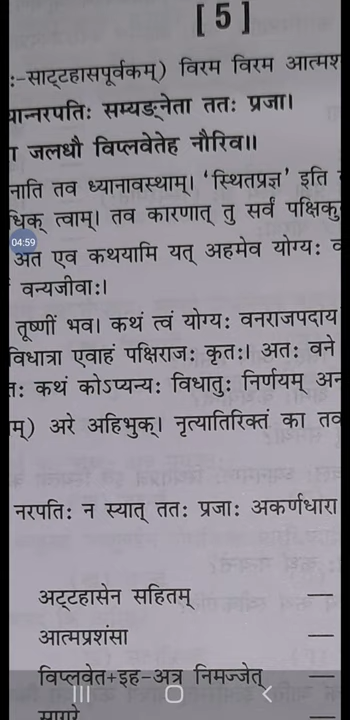 [ 5 ]
:-साट्टहासपूर्वकम्) विरम विरम आत्मश
यान्नरपतिः सम्यङ्नेता ततः प्रजा।
ा जलधौ विप्लवेतेह नौरिव॥
नाति तव ध्यानावस्थाम्। 'स्थितप्रज्ञ' इति
धिक् त्वाम्। तव कारणात् तु सर्वं पक्षिकु
04:59
अत एव कथयामि यत् अहमेव योग्यः व
वन्यजीवाः।
तूष्णीं भव। कथं त्वं योग्यः वनराजपदाय
विधात्रा एवाहं पक्षिराजः कृतः। अतः वने
तः कथं कोऽप्यन्यः विधातुः निर्णयम् अन
म्) अरे अहिभुक्। नृत्यातिरिक्तं का तव
नरपतिः न स्यात् ततः प्रजाः अकर्णधारा
अट्टहासेन सहितम् —
आत्मप्रशंसा —
विप्लवेत+इह-अत्र निमज्जेत् —
सागरे